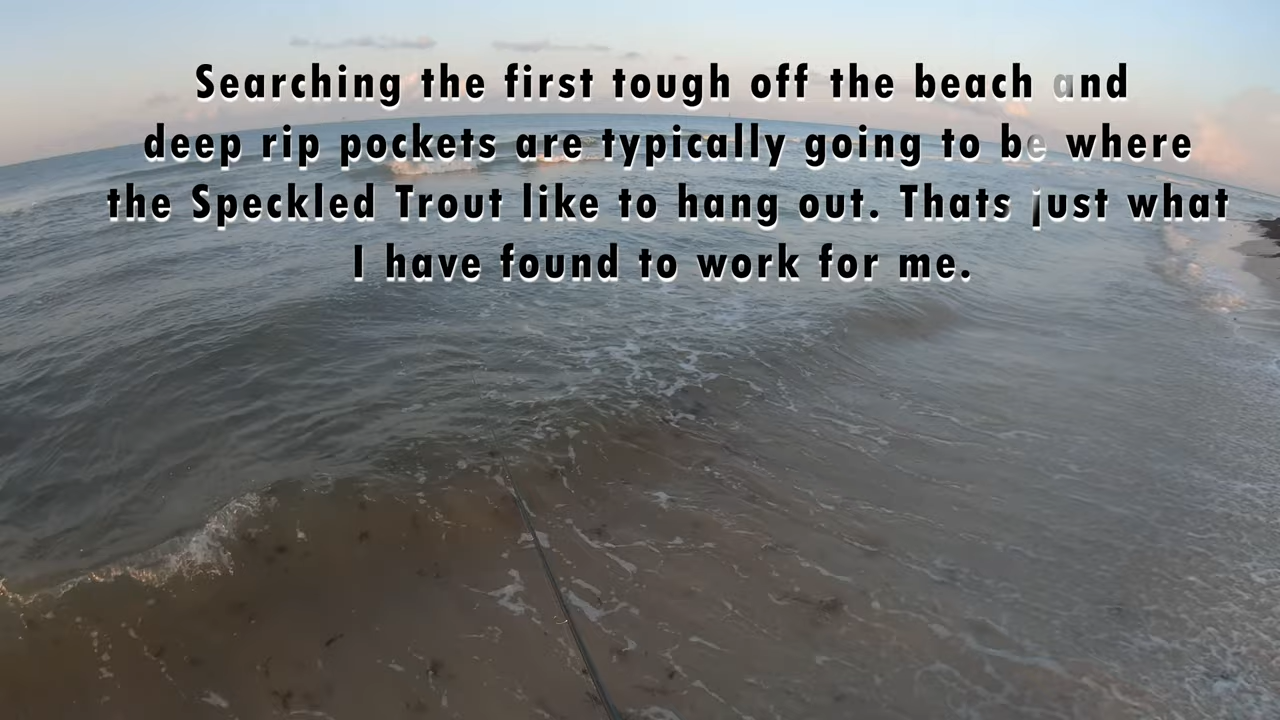 Searching the first tough off the beach and
deep rip pockets are typically going to be where
the Speckled Trout like to hang out. Thats just what
I have found to work for me.